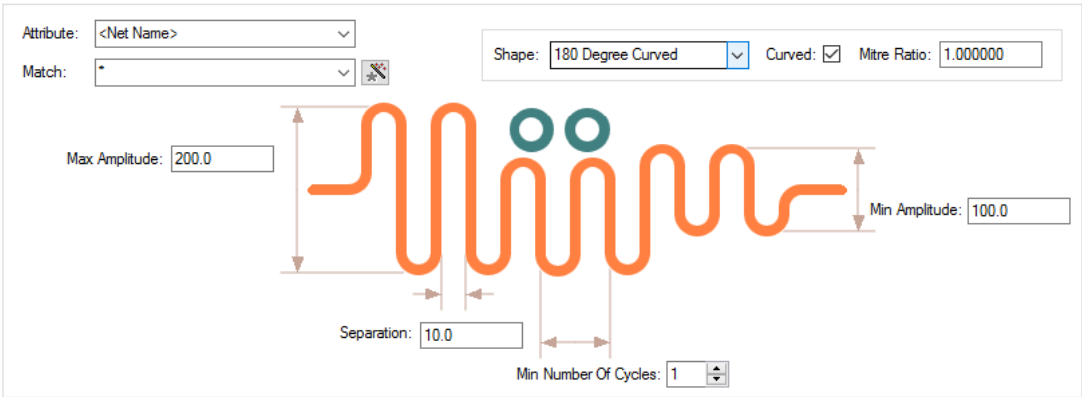 Attribute: <Net Name>
Shape: 180 Degree Curved Curved: Mitre Ratio: 1.000000
Match: *
Max Amplitude: 200.0
Min Amplitude: 100.0
Separation: 10.0
Min Number Of Cycles: 1